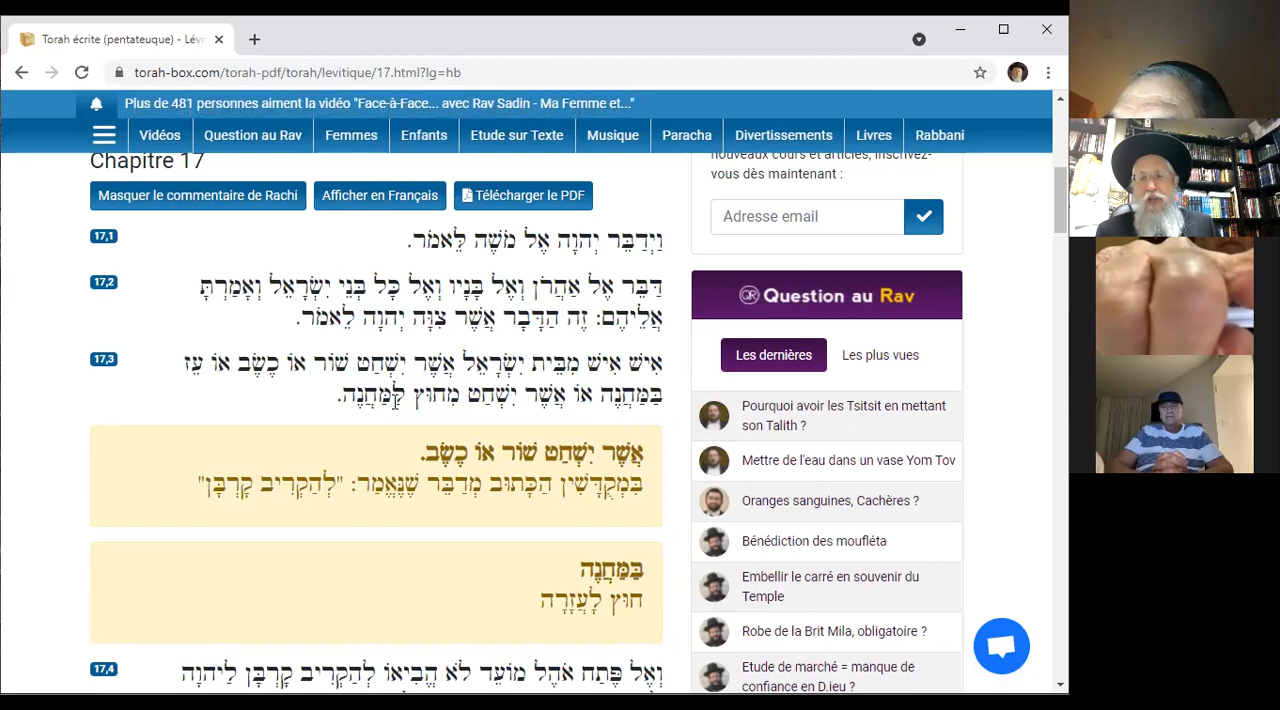 Torah écrite (pentateuque) - Lévi
torah-box.com/torah-pdf/torah/levitique/17.html?lg=hb
Plus de 481 personnes aiment la vidéo "Face-à-Face... avec Rav Sadin - Ma Femme et..."
Vidéos
Question au Rav
Femmes
Enfants
Etude sur Texte
Musique
Paracha
Divertissements
Livres
Rabbani
Chapitre 17
Masquer le commentaire de Rachi
Afficher en Français
Télécharger le PDF
17,1
וַיְדַבֵּר יְהוָה אֶל מֹשֶׁה לֵּאמֹר.
17,2
דַּבֵּר אֶל אַהֲרֹן וְאֶל בָּנָיו וְאֶל כָּל בְּנֵי יִשְׂרָאֵל וְאָמַרְתָּ
אֲלֵיהֶם: זֶה הַדָּבָר אֲשֶׁר צִוָּה יְהוָה לֵאמֹר.
17,3
אִישׁ אִישׁ מִבֵּית יִשְׂרָאֵל אֲשֶׁר יִשְׁחַט שׁוֹר אוֹ כֶשֶׂב אוֹ עֵז
בַּמַּחֲנֶה אוֹ אֲשֶׁר יִשְׁחַט מִחוּץ לַמַּחֲנֶה.
אֲשֶׁר יִשְׁחַט שׁוֹר אוֹ כֶשֶׂב.
בְּמֻקְדָּשִׁין הַכָּתוּב מְדַבֵּר שֶׁנֶּאֱמַר: "לְהַקְרִיב קָרְבָּן"
בַּמַּחֲנֶה
חוּץ לָעֲזָרָה
17,4
וְאֶל פֶּתַח אֹהֶל מוֹעֵד לֹא הֱבִיאוֹ לְהַקְרִיב קָרְבָּן לַיהוָה
nouveaux cours et articles, inscrivez-
vous dès maintenant :
Adresse email
QR Question au Rav
Les dernières
Les plus vues
Pourquoi avoir les Tsitsit en mettant
son Talith ?
Mettre de l'eau dans un vase Yom Tov
Oranges sanguines, Cachères ?
Bénédiction des moufléta
Embellir le carré en souvenir du
Temple
Robe de la Brit Mila, obligatoire ?
Etude de marché = manque de
confiance en D.ieu ?